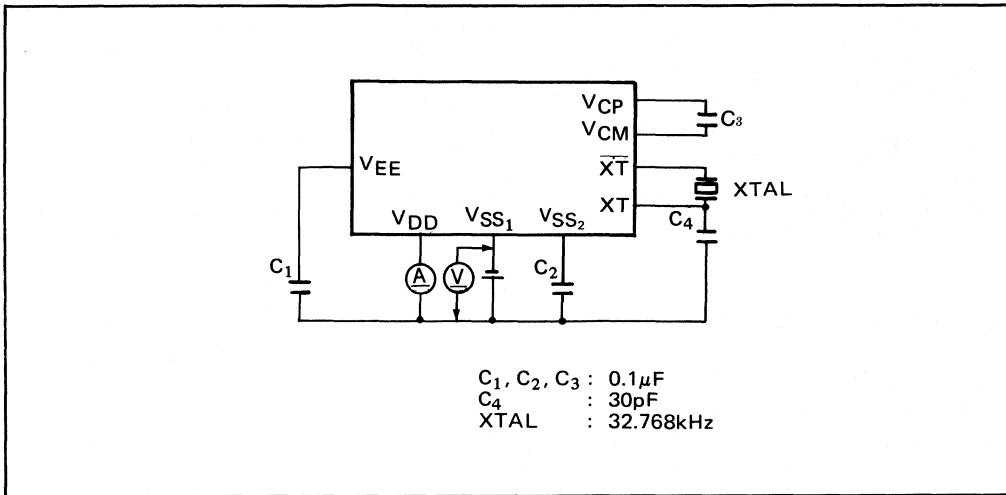 V_CP
V_CM
C₃
X̅T̅
XTAL
V_EE
XT
V_DD
V_SS₁
V_SS₂
C₄
C₁
A
V
C₂
C₁, C₂, C₃ : 0.1μF
C₄ : 30pF
XTAL : 32.768kHz